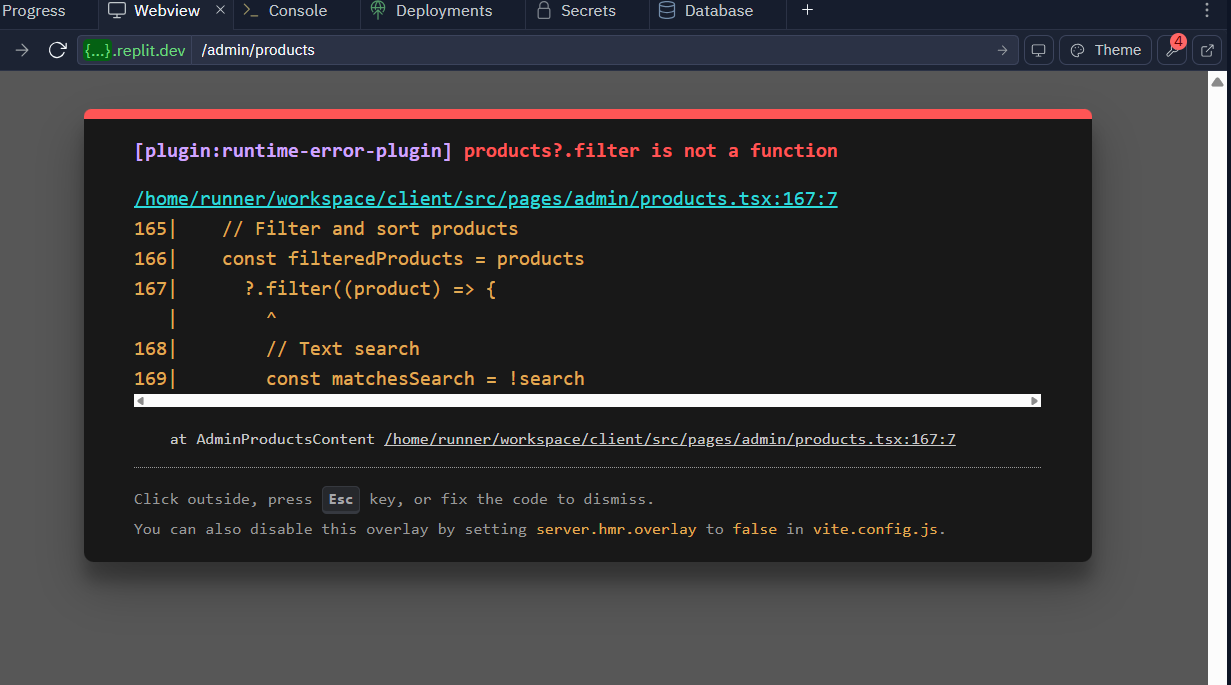 Progress Webview × >_ Console Deployments Secrets Database +
{...}.replit.dev /admin/products Theme 4
[plugin:runtime-error-plugin] products?.filter is not a function
/home/runner/workspace/client/src/pages/admin/products.tsx:167:7
165|    // Filter and sort products
166|    const filteredProducts = products
167|      ?.filter((product) => {
   |        ^
168|        // Text search
169|        const matchesSearch = !search
at AdminProductsContent /home/runner/workspace/client/src/pages/admin/products.tsx:167:7
Click outside, press Esc key, or fix the code to dismiss.
You can also disable this overlay by setting server.hmr.overlay to false in vite.config.js.